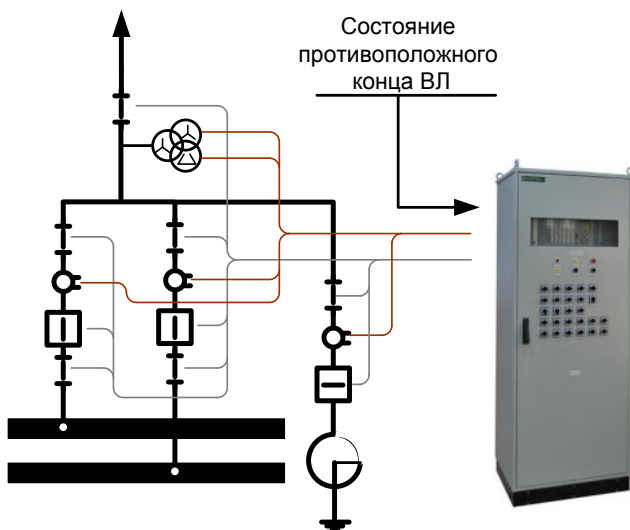 Состояние
противоположного
конца ВЛ